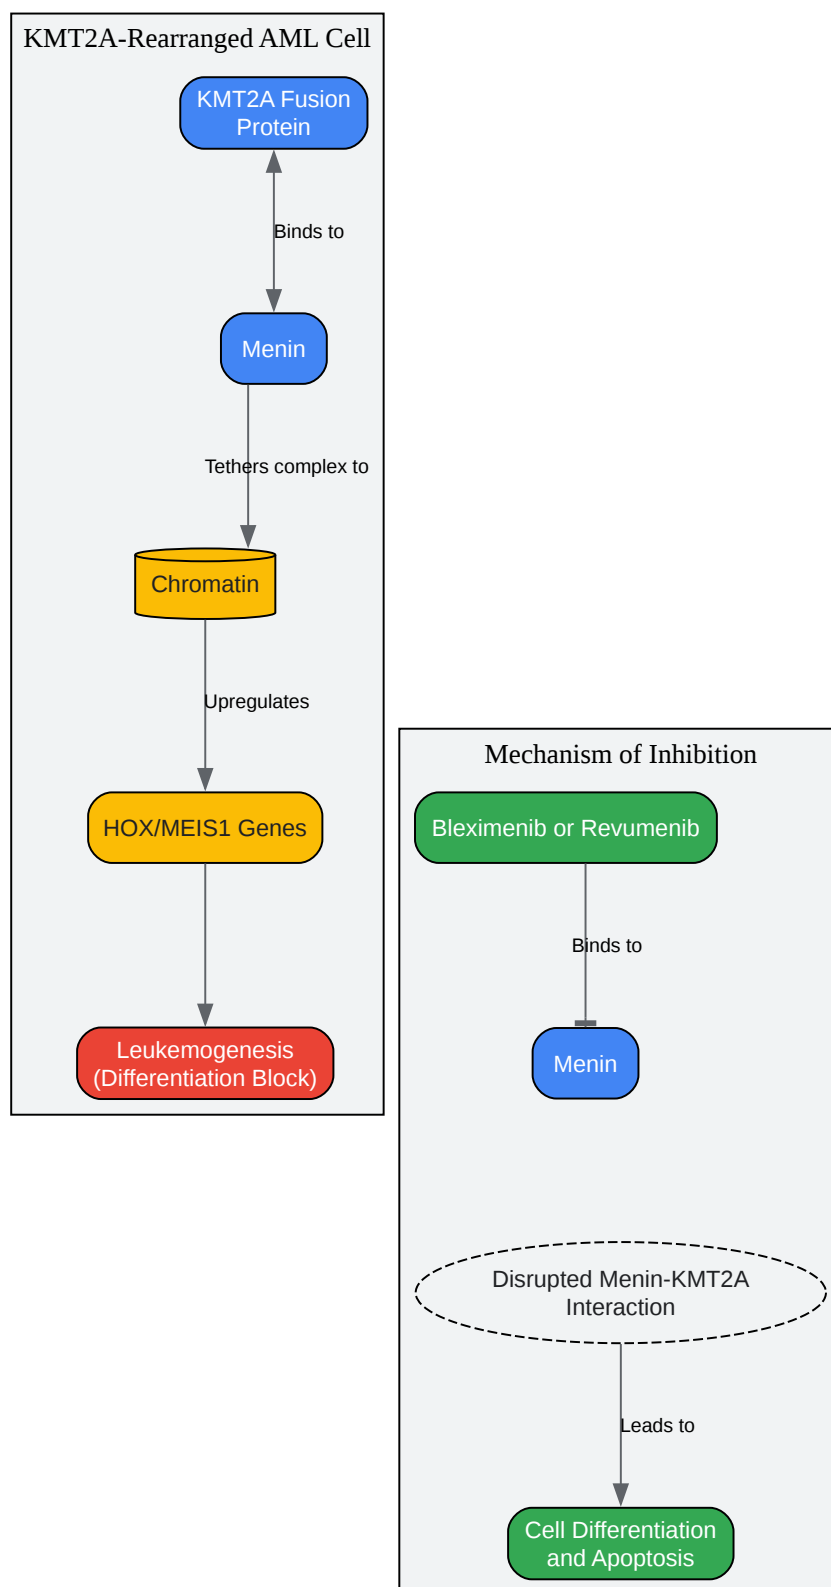 KMT2A-Rearranged AML Cell
KMT2A Fusion
Protein
Binds to
Menin
Tethers complex to
Chromatin
Upregulates
HOX/MEIS1 Genes
Leukemogenesis
(Differentiation Block)
Mechanism of Inhibition
Bleximenib or Revumenib
Binds to
Menin
Disrupted Menin-KMT2A
Interaction
Leads to
Cell Differentiation
and Apoptosis